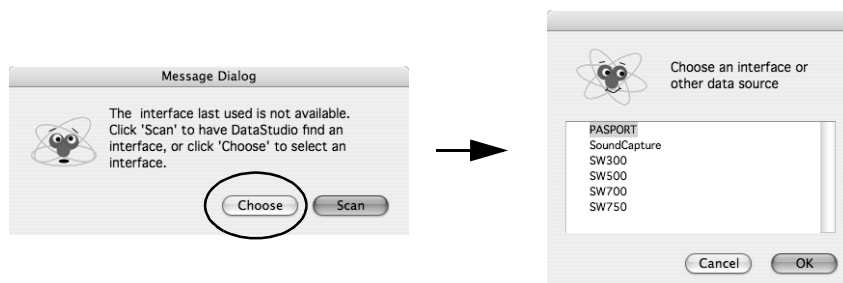 Message Dialog
The interface last used is not available.
Click 'Scan' to have DataStudio find an
interface, or click 'Choose' to select an
interface.
Choose
Scan
Choose an interface or
other data source
PASPORT
SoundCapture
SW300
SW500
SW700
SW750
Cancel
OK